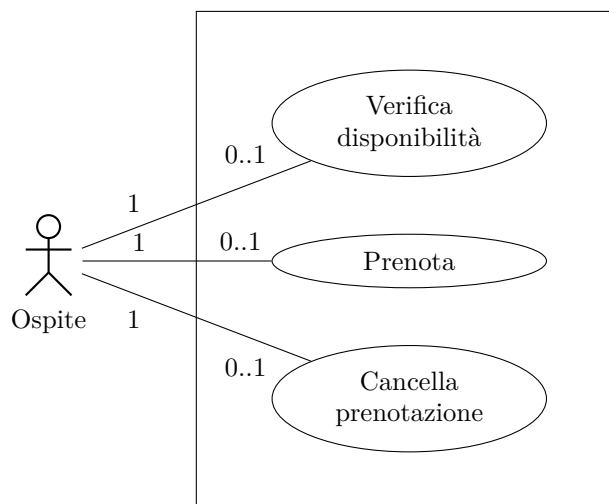 Verifica
disponibilità
0..1
1
1
0..1
Prenota
Ospite
1
0..1
Cancella
prenotazione